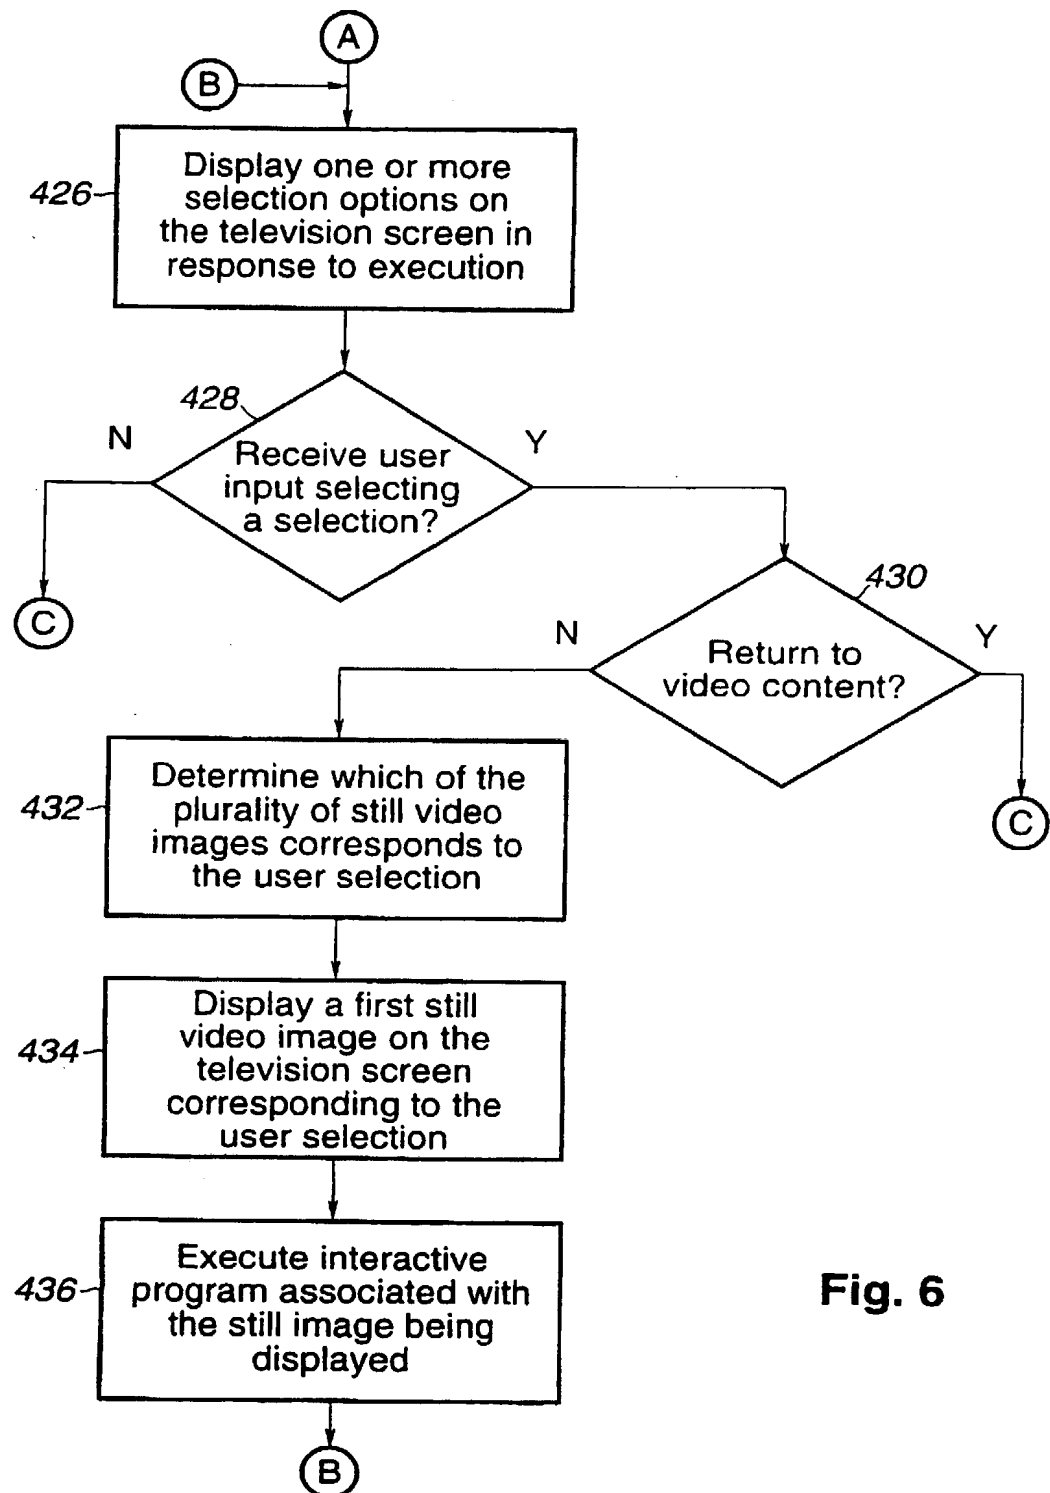 A
B
Display one or more
selection options on
the television screen in
response to execution
426
428
N
Y
Receive user
input selecting
a selection?
C
430
N
Y
Return to
video content?
C
432
Determine which of the
plurality of still video
images corresponds to
the user selection
434
Display a first still
video image on the
television screen
corresponding to the
user selection
436
Execute interactive
program associated with
the still image being
displayed
B
Fig. 6